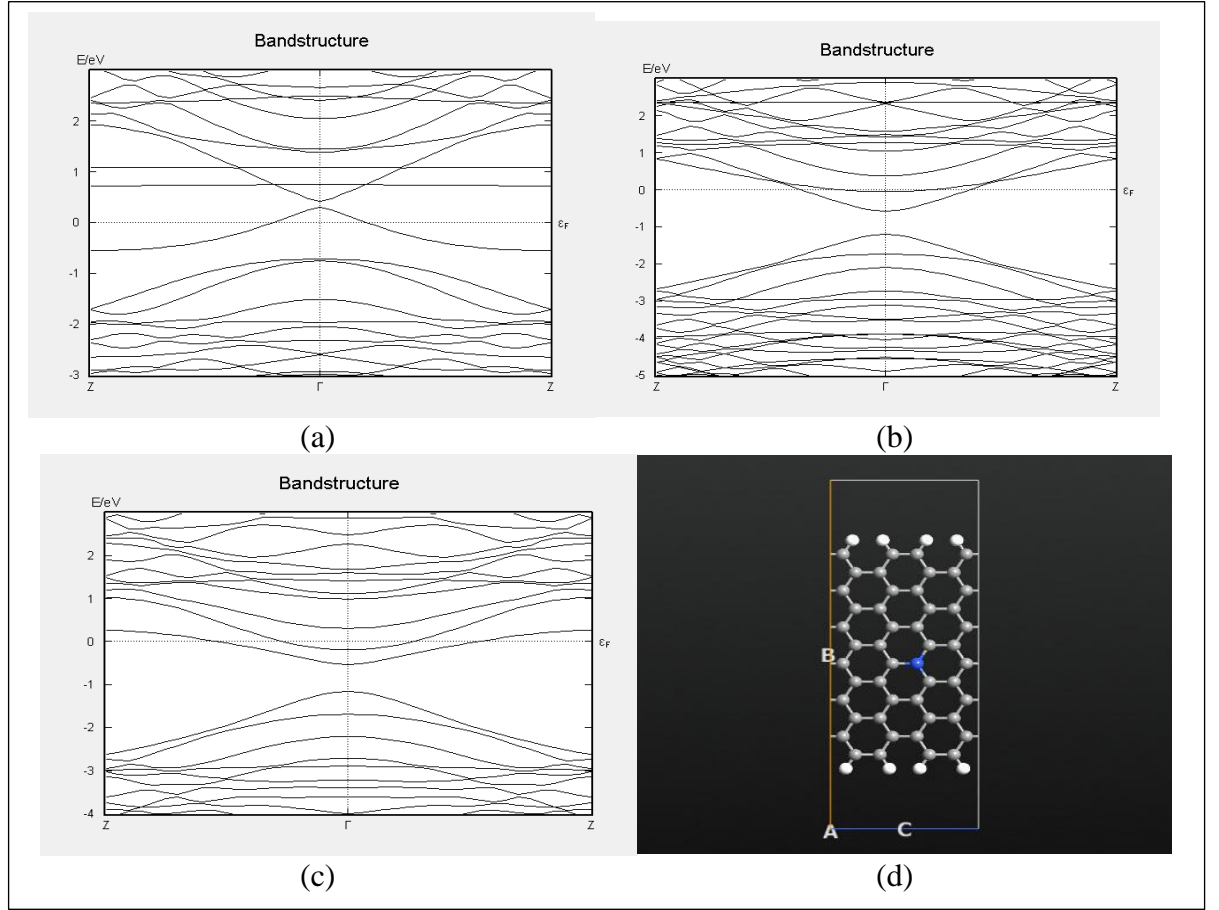 Bandstructure
E/eV
2
1
0
-1
-2
-3
εF
Z Γ Z
(a)
Bandstructure
E/eV
2
1
0
-1
-2
-3
-4
-5
εF
Z Γ Z
(b)
Bandstructure
E/eV
2
1
0
-1
-2
-3
-4
εF
Z Γ Z
(c)
B
A C
(d)